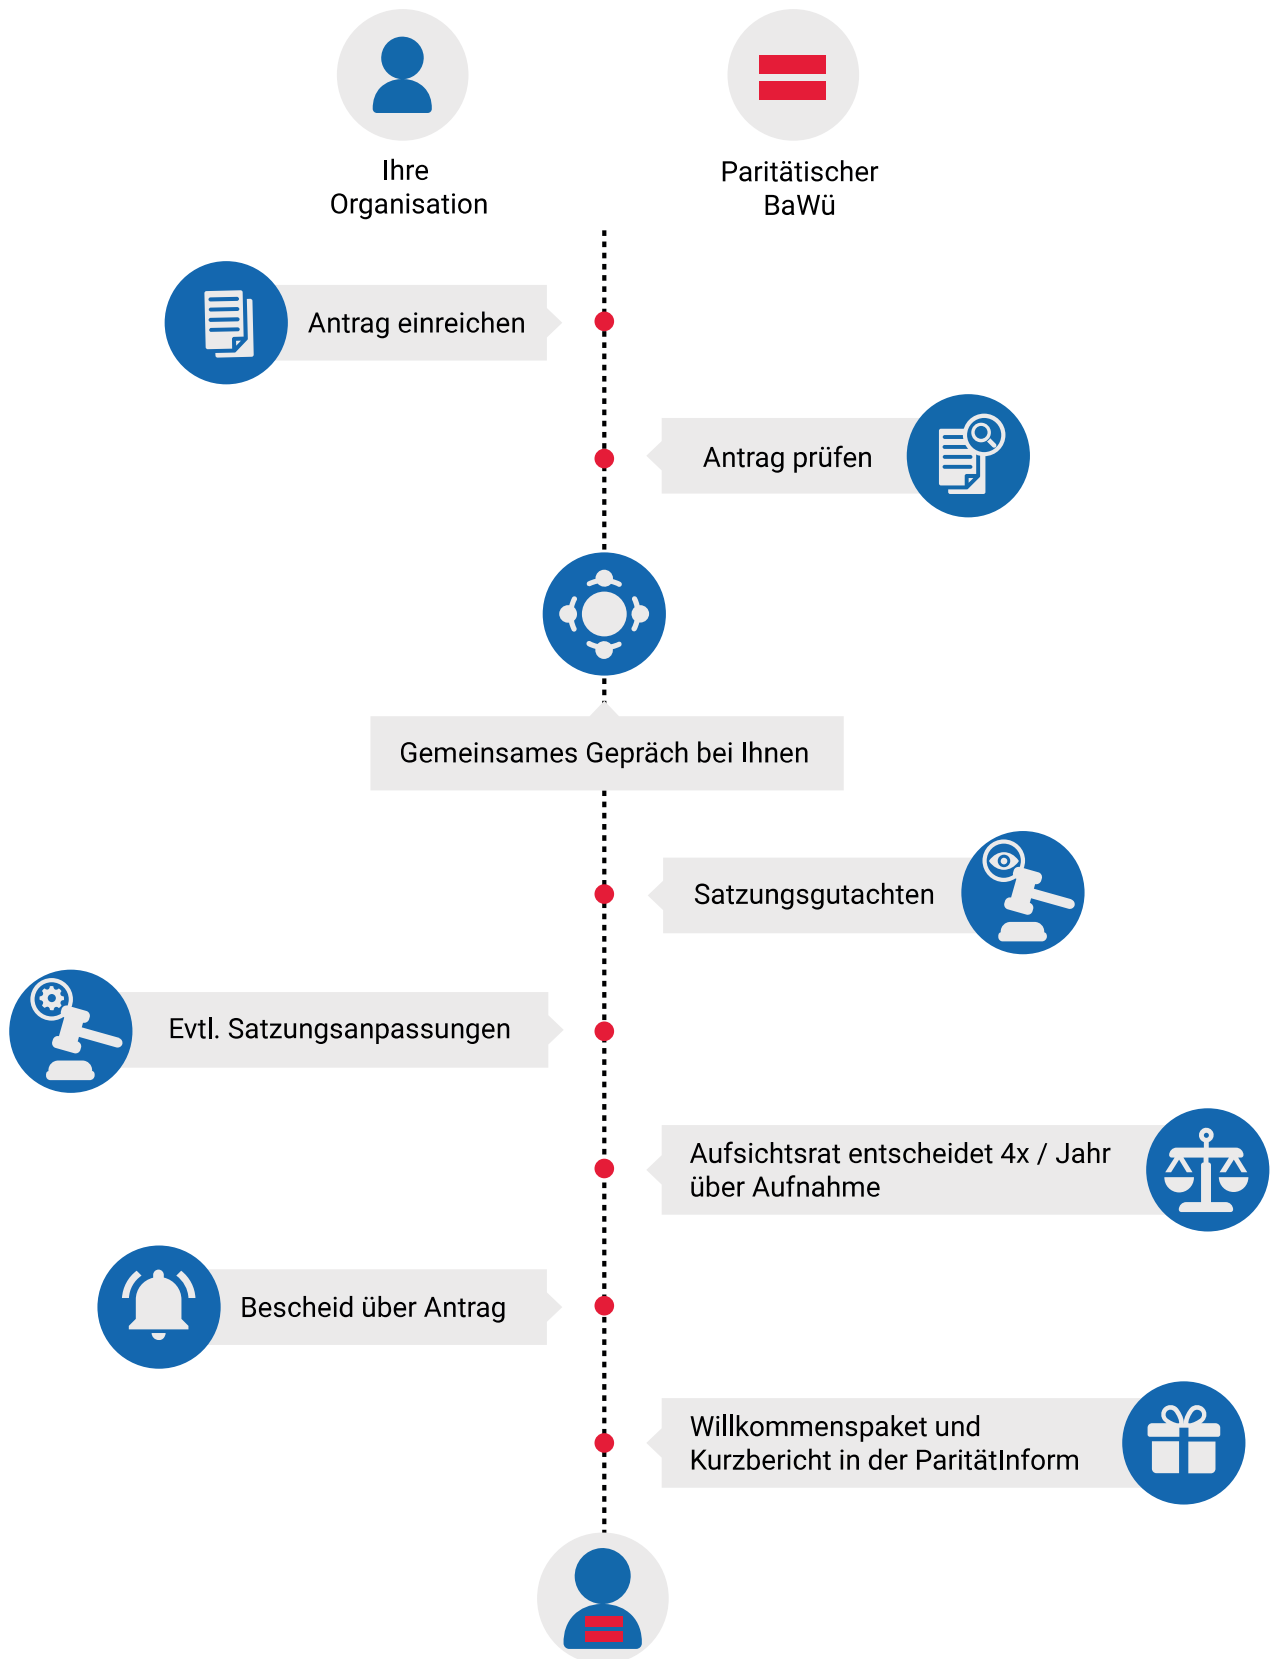 Ihre
Organisation
Paritätischer
BaWü
Antrag einreichen
Antrag prüfen
Gemeinsames Gepräch bei Ihnen
Satzungsgutachten
Evtl. Satzungsanpassungen
Aufsichtsrat entscheidet 4x / Jahr
über Aufnahme
Bescheid über Antrag
Willkommenspaket und
Kurzbericht in der ParitätInform